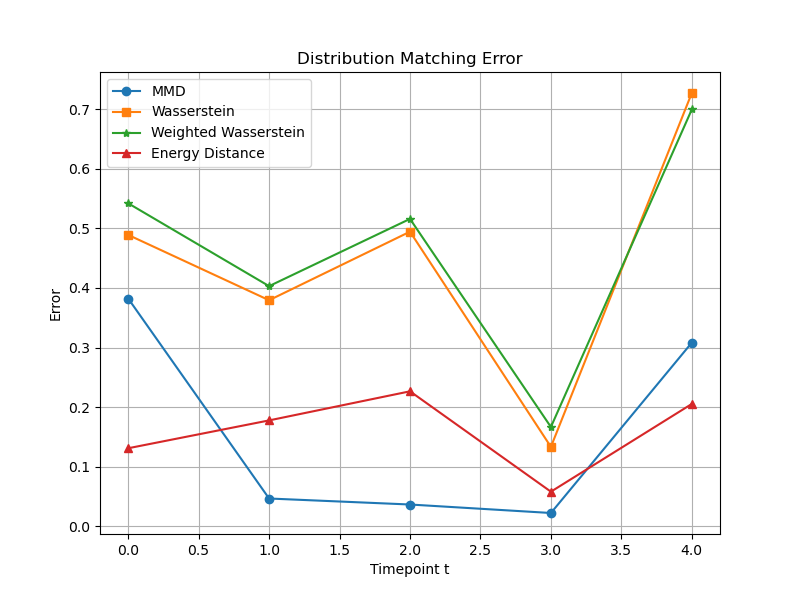 Distribution Matching Error
MMD
Wasserstein
Weighted Wasserstein
Energy Distance
Error
0.7
0.6
0.5
0.4
0.3
0.2
0.1
0.0
0.0 0.5 1.0 1.5 2.0 2.5 3.0 3.5 4.0
Timepoint t